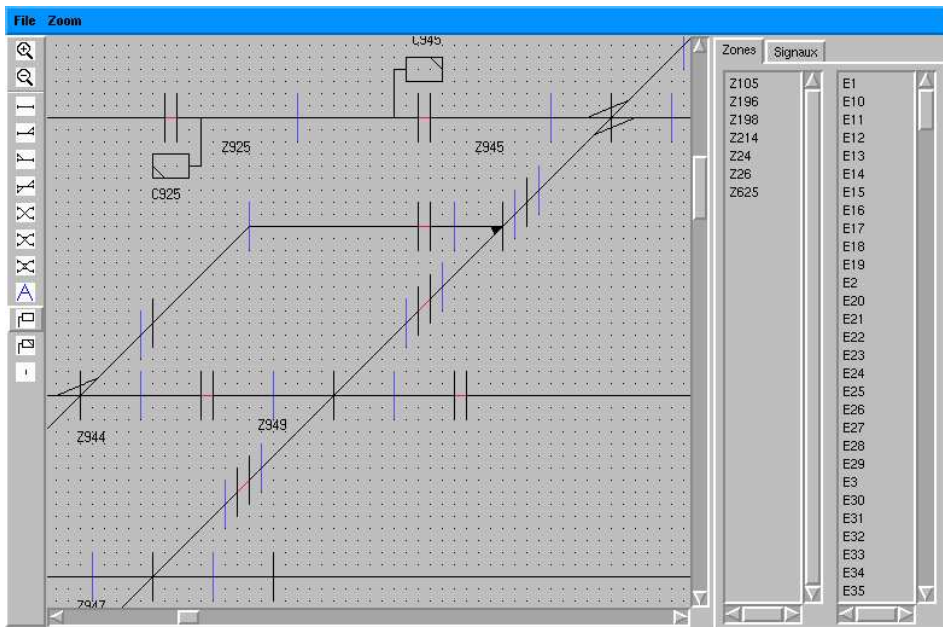 File Zoom
Zones Signaux
C945
Z925
Z945
C925
Z944
Z949
Z947
Z105
Z196
Z198
Z214
Z24
Z26
Z625
E1
E10
E11
E12
E13
E14
E15
E16
E17
E18
E19
E2
E20
E21
E22
E23
E24
E25
E26
E27
E28
E29
E3
E30
E31
E32
E33
E34
E35